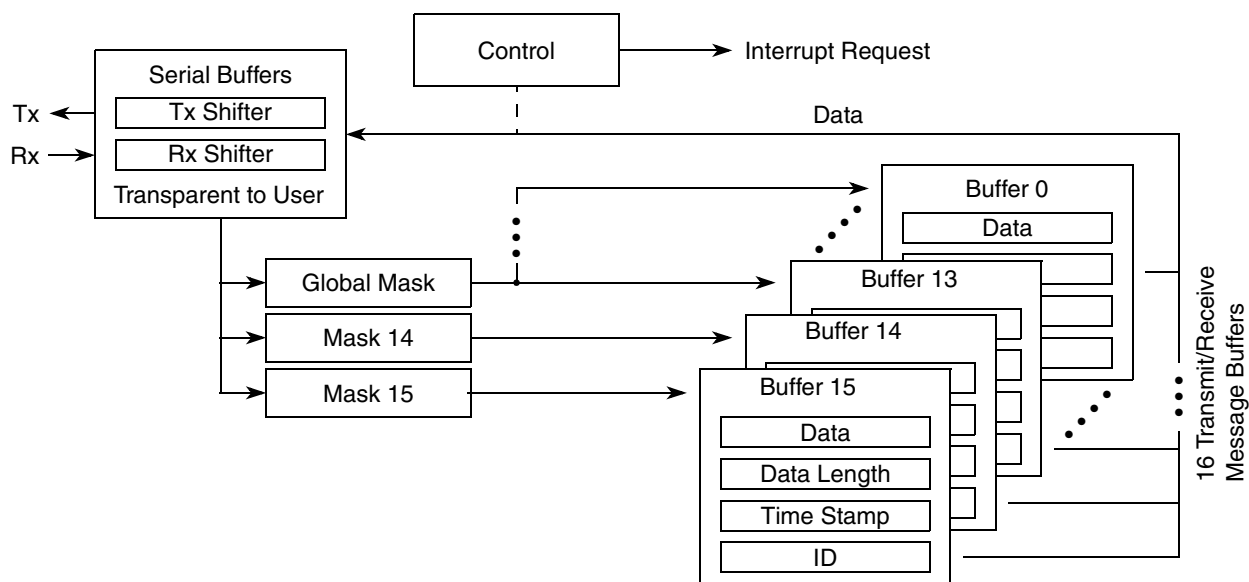 Control
Interrupt Request
Serial Buffers
Tx Shifter
Tx
Rx Shifter
Rx
Transparent to User
Data
Buffer 0
Data
Global Mask
Buffer 13
Mask 14
Buffer 14
Mask 15
Buffer 15
Data
Data Length
Time Stamp
ID
16 Transmit/Receive
Message Buffers